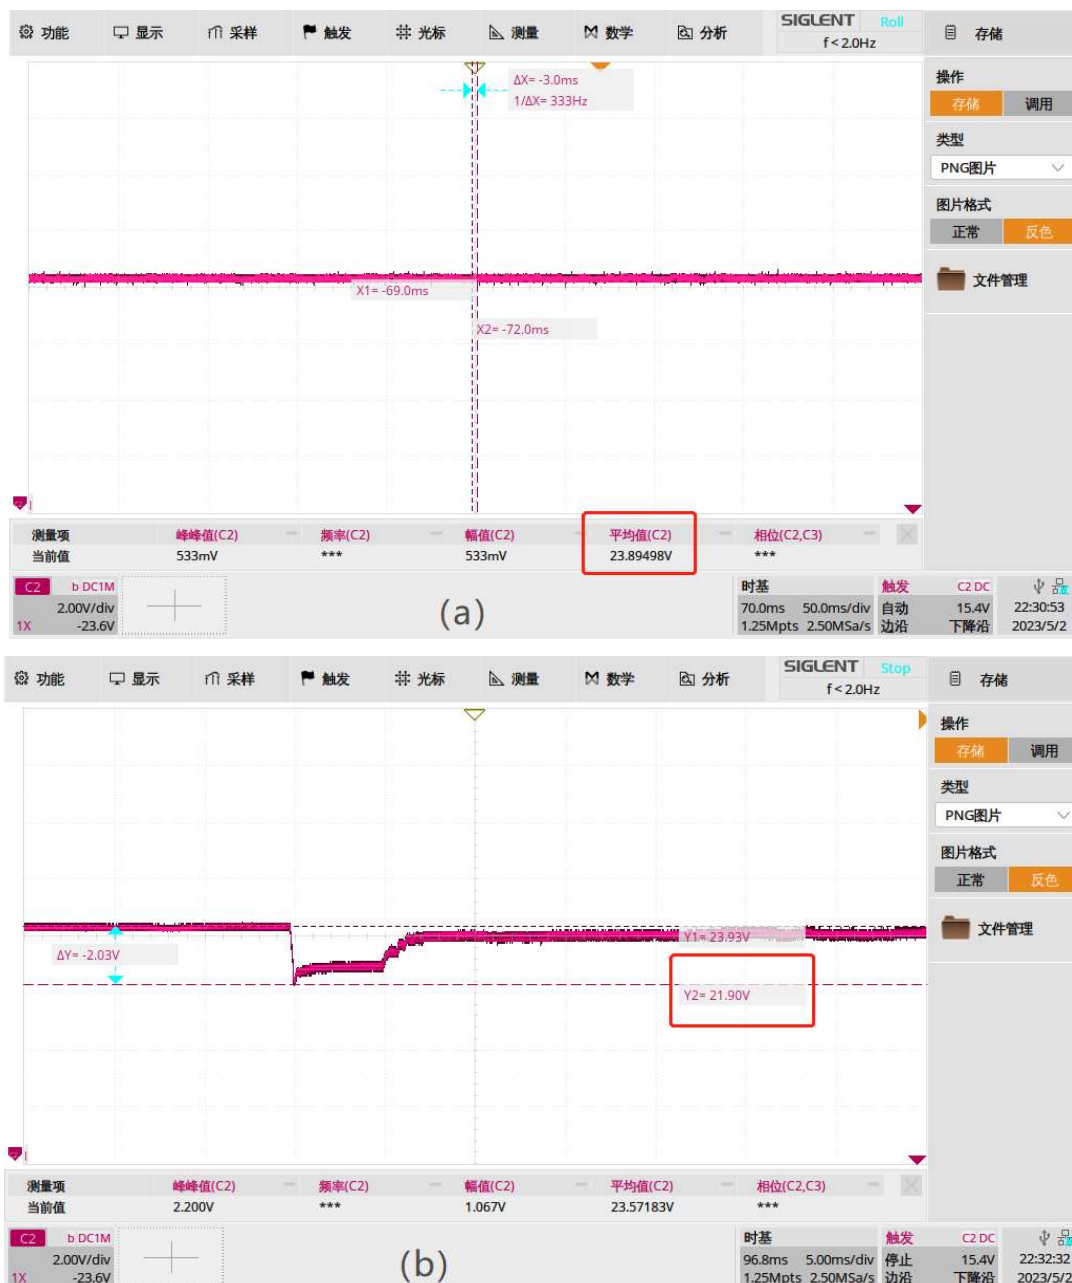 功能 显示 采样 触发 光标 测量 数学 分析 SIGLENT Roll 存储
f < 2.0Hz
ΔX= -3.0ms
1/ΔX= 333Hz
操作
存储 调用
类型
PNG图片
图片格式
正常 反色
文件管理
X1= -69.0ms
X2= -72.0ms
测量项 峰峰值(C2) 频率(C2) 幅值(C2) 平均值(C2) 相位(C2,C3)
当前值 533mV *** 533mV 23.89498V ***
C2 b DC1M 时基 触发 C2 DC
2.00V/div 70.0ms 50.0ms/div 自动 15.4V 22:30:53
1X -23.6V 1.25Mpts 2.50MSa/s 边沿 下降沿 2023/5/2
(a)
功能 显示 采样 触发 光标 测量 数学 分析 SIGLENT Stop 存储
f < 2.0Hz
操作
存储 调用
类型
PNG图片
图片格式
正常 反色
文件管理
Y1= 23.93V
ΔY= -2.03V
Y2= 21.90V
测量项 峰峰值(C2) 频率(C2) 幅值(C2) 平均值(C2) 相位(C2,C3)
当前值 2.200V *** 1.067V 23.57183V ***
C2 b DC1M 时基 触发 C2 DC
2.00V/div 96.8ms 5.00ms/div 停止 15.4V 22:32:32
1X -23.6V 1.25Mpts 2.50MSa/s 边沿 下降沿 2023/5/2
(b)